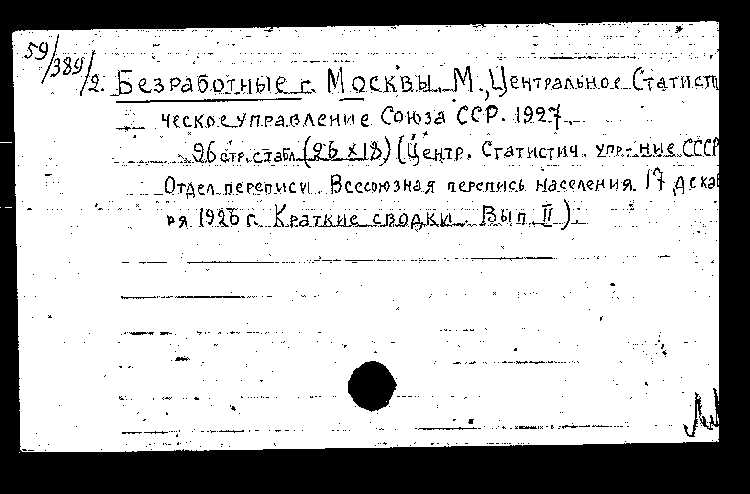 59/389/2.
Безработные г. Москвы. М., Центральное Статист
ческое управление Союза ССР. 1927.
96 стр. с табл. (26 x 18) (Центр. Статистич. упр-ние СССР
Отдел переписи. Всесоюзная перепись населения 17 декаб
ря 1926 г. Краткие сводки. Вып. II).